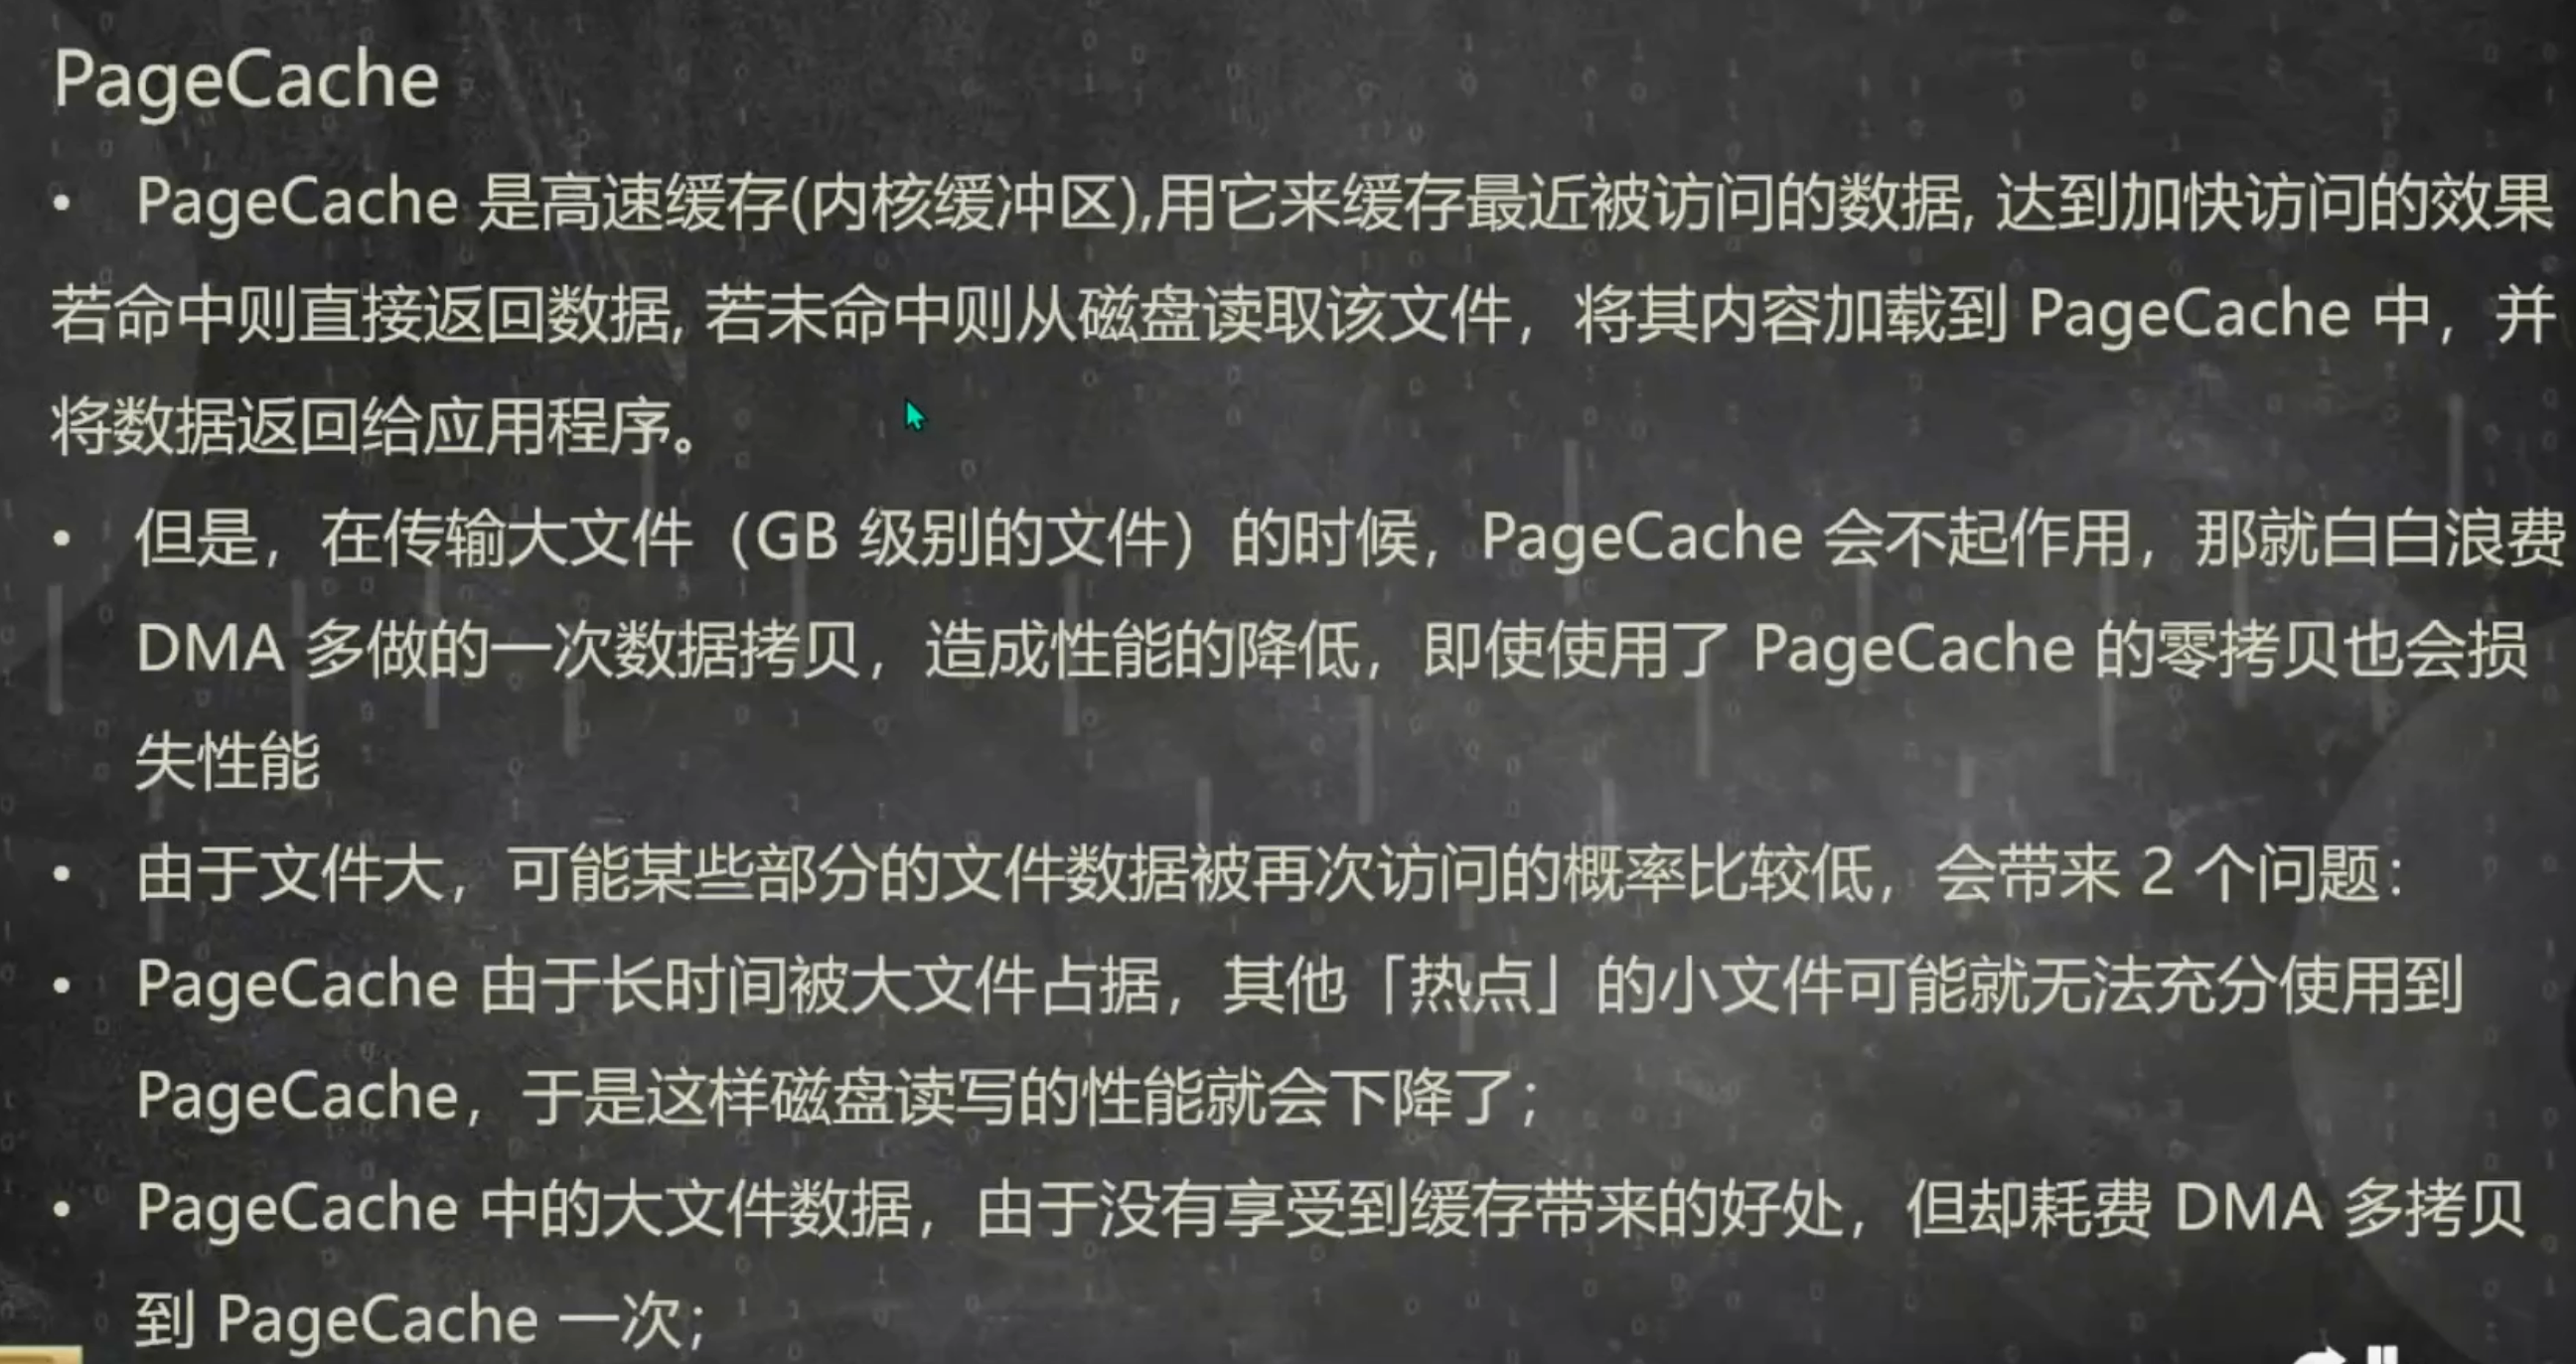 PageCache
• PageCache 是高速缓存(内核缓冲区),用它来缓存最近被访问的数据, 达到加快访问的效果
若命中则直接返回数据, 若未命中则从磁盘读取该文件，将其内容加载到 PageCache 中，并
将数据返回给应用程序。
• 但是，在传输大文件（GB 级别的文件）的时候，PageCache 会不起作用，那就白白浪费
DMA 多做的一次数据拷贝，造成性能的降低，即使使用了 PageCache 的零拷贝也会损
失性能
• 由于文件大，可能某些部分的文件数据被再次访问的概率比较低，会带来 2 个问题：
• PageCache 由于长时间被大文件占据，其他「热点」的小文件可能就无法充分使用到
PageCache，于是这样磁盘读写的性能就会下降了；
• PageCache 中的大文件数据，由于没有享受到缓存带来的好处，但却耗费 DMA 多拷贝
到 PageCache 一次；